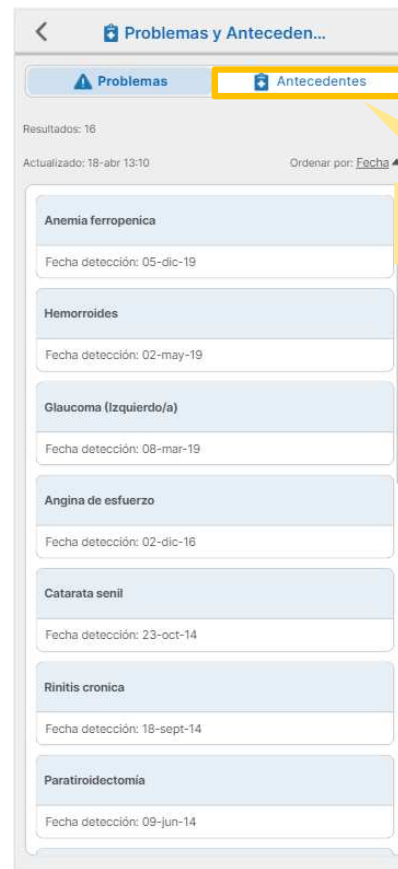 Problemas y Anteceden...
Problemas Antecedentes
Resultados: 16
Actualizado: 18-abr 13:10 Ordenar por: Fecha
Anemia ferropenica
Fecha detección: 05-dic-19
Hemorroides
Fecha detección: 02-may-19
Glaucoma (Izquierdo/a)
Fecha detección: 08-mar-19
Angina de esfuerzo
Fecha detección: 02-dic-16
Catarata senil
Fecha detección: 23-oct-14
Rinitis cronica
Fecha detección: 18-sept-14
Paratiroidectomía
Fecha detección: 09-jun-14